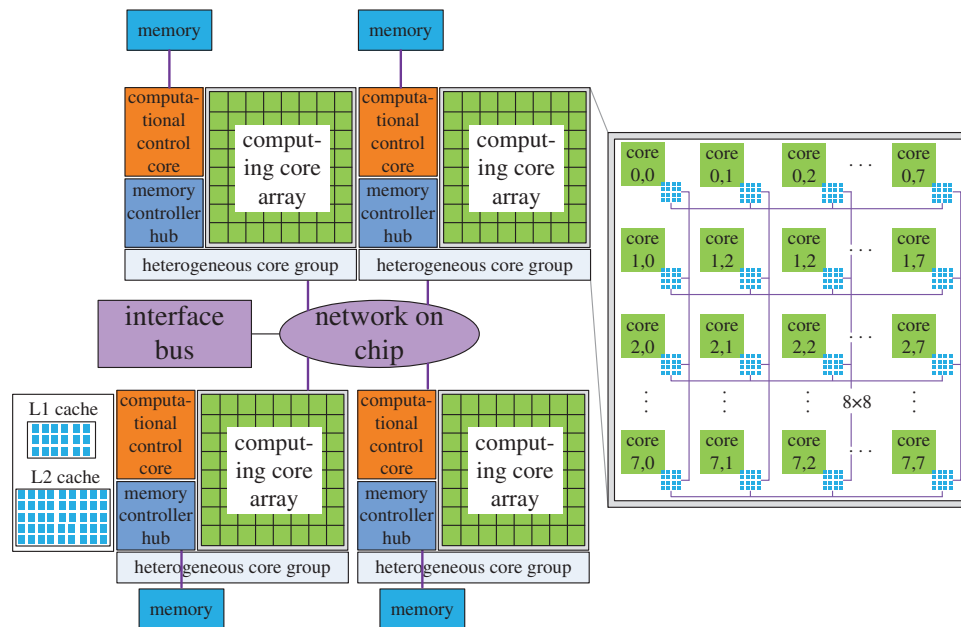 memory
memory
computa-
tional
control
core
memory
controller
hub
comput-
ing core
array
heterogeneous core group
computa-
tional
control
core
memory
controller
hub
comput-
ing core
array
heterogeneous core group
interface
bus
network on
chip
L1 cache
L2 cache
computa-
tional
control
core
memory
controller
hub
comput-
ing core
array
heterogeneous core group
memory
computa-
tional
control
core
memory
controller
hub
comput-
ing core
array
heterogeneous core group
memory
core
0,0
core
0,1
core
0,2
. . .
core
0,7
core
1,0
core
1,2
core
1,2
. . .
core
1,7
core
2,0
core
2,1
core
2,2
. . .
core
2,7
8×8
core
7,0
core
7,1
core
7,2
. . .
core
7,7